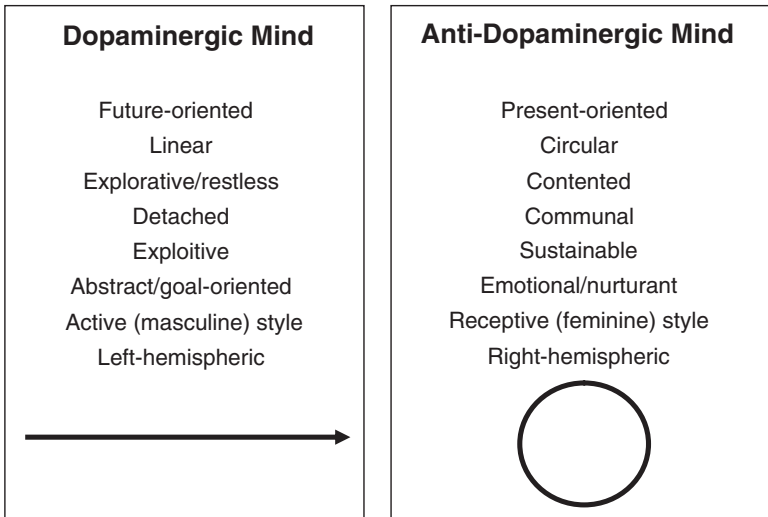 Dopaminergic Mind
Future-oriented
Linear
Explorative/restless
Detached
Exploitive
Abstract/goal-oriented
Active (masculine) style
Left-hemispheric
Anti-Dopaminergic Mind
Present-oriented
Circular
Contented
Communal
Sustainable
Emotional/nurturant
Receptive (feminine) style
Right-hemispheric